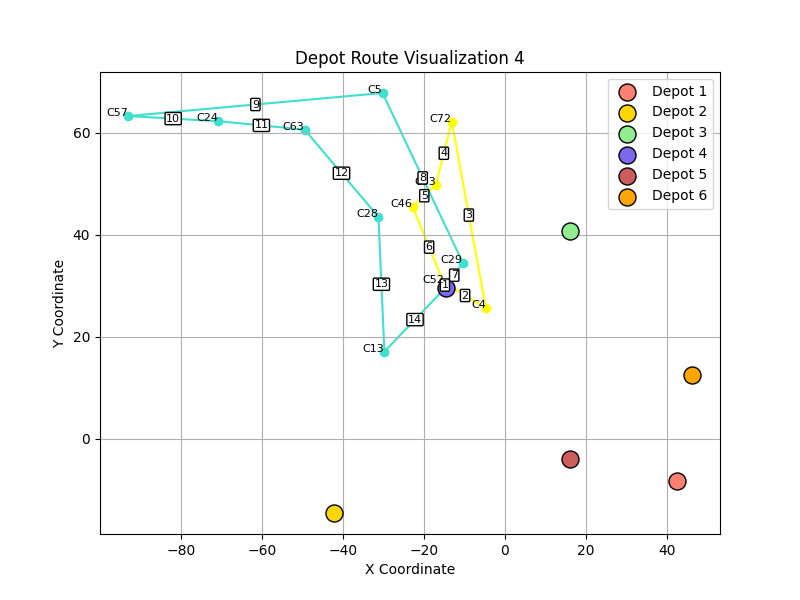 Depot Route Visualization 4
Depot 1
Depot 2
Depot 3
Depot 4
Depot 5
Depot 6
C5
C57
9
10
C24
11
C63
C72
4
12
8
5
C46
C28
3
6
C29
7
C52
1
2
C4
13
14
C13
60
40
20
0
Y Coordinate
−80
−60
−40
−20
0
20
40
X Coordinate